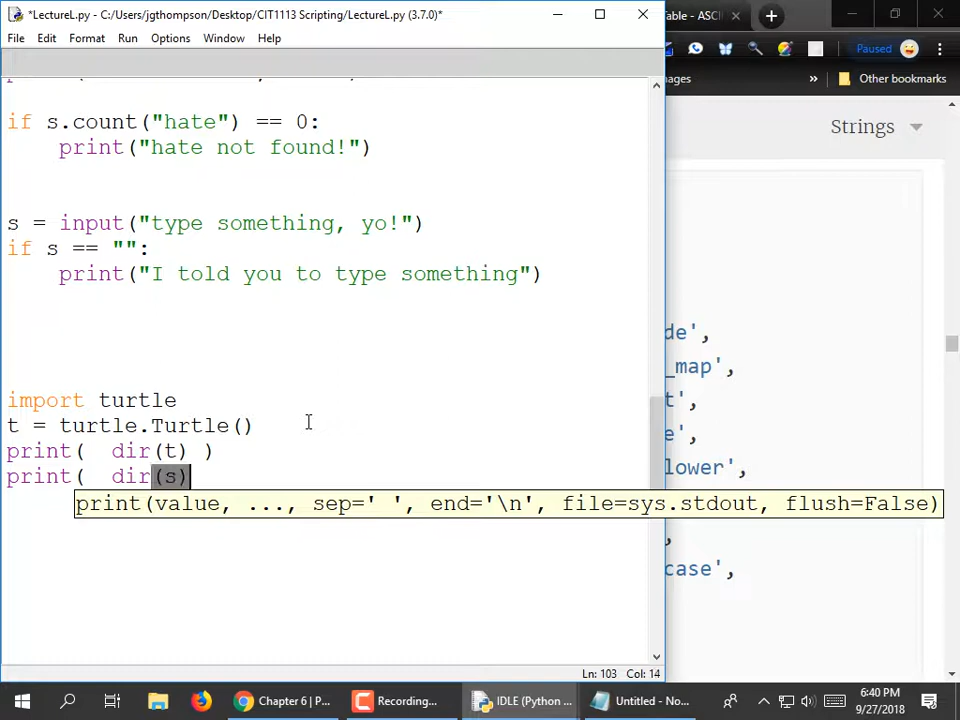 *LectureL.py - C:/Users/jgthompson/Desktop/CIT1113 Scripting/LectureL.py (3.7.0)*
Table - ASCI
File Edit Format Run Options Window Help
Paused
ages
»
Other bookmarks
if s.count("hate") == 0:
    print("hate not found!")
Strings
s = input("type something, yo!")
if s == "":
    print("I told you to type something")
de',
_map',
t',
import turtle
t = turtle.Turtle()
e',
print(  dir(t) )
lower',
print(  dir(s)
print(value, ..., sep=' ', end='\n', file=sys.stdout, flush=False)
,
case',
Ln: 103 Col: 14
Chapter 6 | P...
Recording...
IDLE (Python ...
Untitled - No...
6:40 PM
9/27/2018